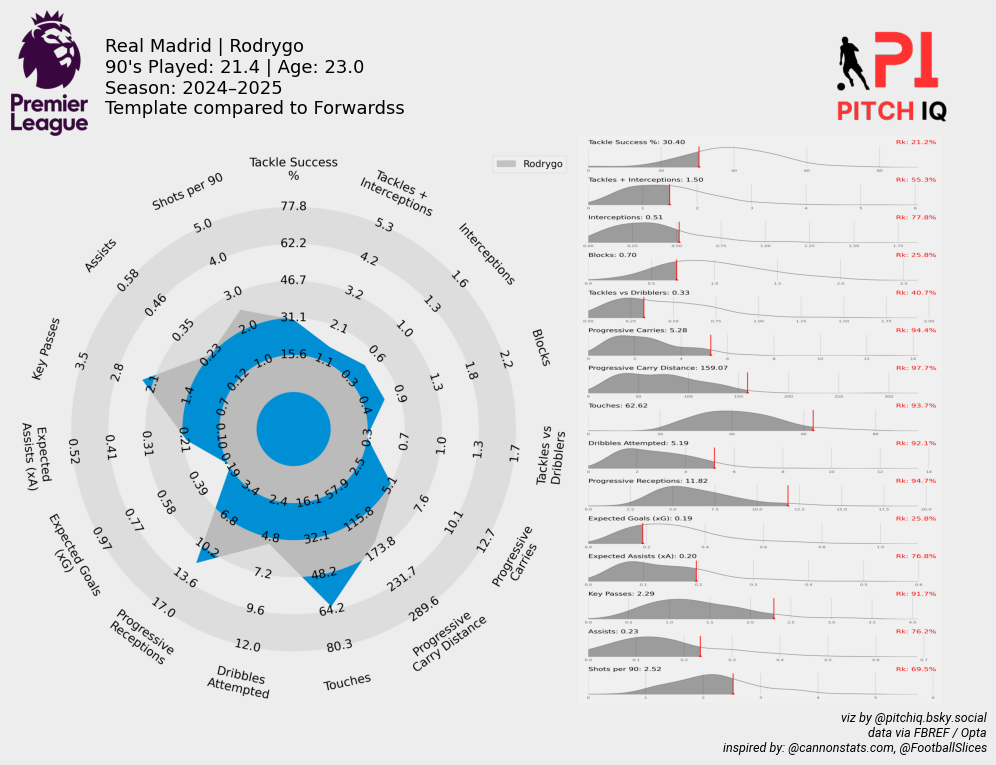 Premier
League
Real Madrid | Rodrygo
90's Played: 21.4 | Age: 23.0
Season: 2024–2025
Template compared to Forwardss
PI
PITCH IQ
Rodrygo
Tackle Success
%
77.8
62.2
46.7
31.1
15.6
Tackles +
Interceptions
5.3
4.2
3.2
2.1
1.1
Interceptions
1.6
1.3
1.0
0.6
0.3
Blocks
2.2
1.8
1.3
0.9
0.4
Tackles vs
Dribblers
1.7
1.3
1.0
0.7
0.3
Progressive
Carries
12.7
10.1
7.6
5.1
2.5
Progressive
Carry Distance
289.6
231.7
173.8
115.8
57.9
Touches
80.3
64.2
48.2
32.1
16.1
Dribbles
Attempted
12.0
9.6
7.2
4.8
2.4
Progressive
Receptions
17.0
13.6
10.2
6.8
3.4
Expected Goals
(xG)
0.97
0.77
0.58
0.39
0.19
Expected
Assists (xA)
0.52
0.41
0.31
0.21
0.10
Key Passes
3.5
2.8
2.1
1.4
0.7
Assists
0.58
0.46
0.35
0.23
0.12
Shots per 90
5.0
4.0
3.0
2.0
1.0
Tackle Success %: 30.40 Rk: 21.2%
Tackles + Interceptions: 1.50 Rk: 55.3%
Interceptions: 0.51 Rk: 77.8%
Blocks: 0.70 Rk: 25.8%
Tackles vs Dribblers: 0.33 Rk: 40.7%
Progressive Carries: 5.28 Rk: 94.4%
Progressive Carry Distance: 159.07 Rk: 97.7%
Touches: 62.62 Rk: 93.7%
Dribbles Attempted: 5.19 Rk: 92.1%
Progressive Receptions: 11.82 Rk: 94.7%
Expected Goals (xG): 0.19 Rk: 25.8%
Expected Assists (xA): 0.20 Rk: 76.8%
Key Passes: 2.29 Rk: 91.7%
Assists: 0.23 Rk: 76.2%
Shots per 90: 2.52 Rk: 69.5%
viz by @pitchiq.bsky.social
data via FBREF / Opta
inspired by: @cannonstats.com, @FootballSlices